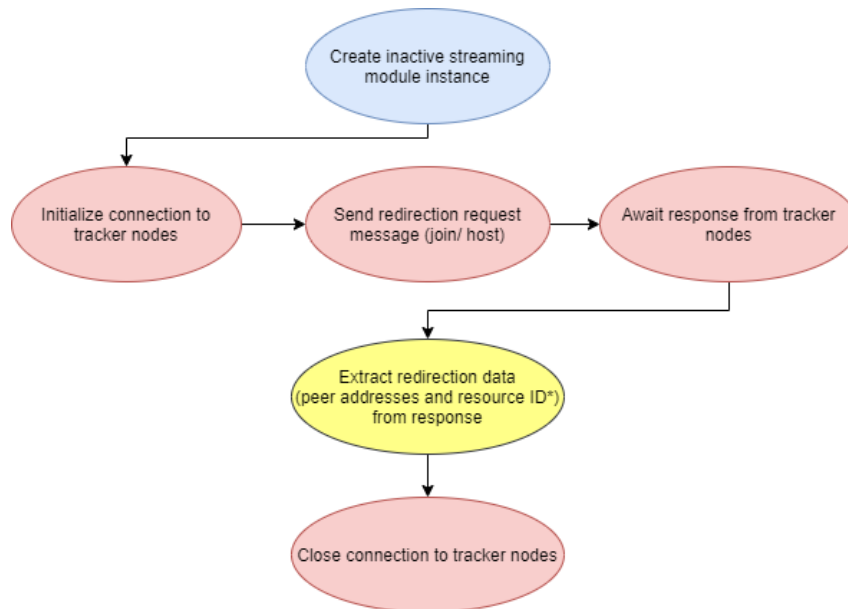 Create inactive streaming
module instance
Initialize connection to
tracker nodes
Send redirection request
message (join/ host)
Await response from tracker
nodes
Extract redirection data
(peer addresses and resource ID*)
from response
Close connection to tracker nodes